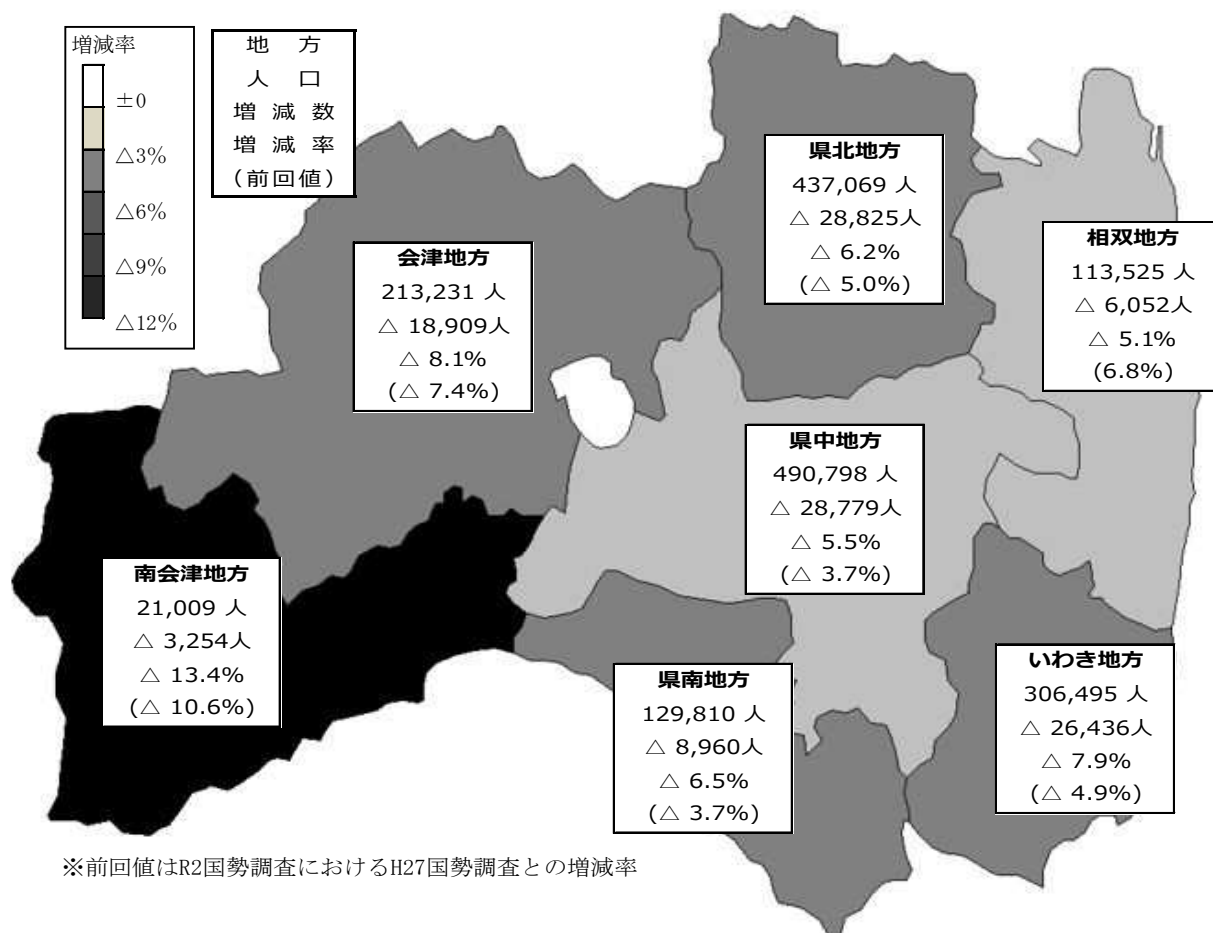 増減率
±0
△3%
△6%
△9%
△12%
地 方
人 口
増 減 数
増 減 率
(前回値)
県北地方
437,069 人
△ 28,825人
△ 6.2%
(△ 5.0%)
相双地方
113,525 人
△ 6,052人
△ 5.1%
(6.8%)
会津地方
213,231 人
△ 18,909人
△ 8.1%
(△ 7.4%)
県中地方
490,798 人
△ 28,779人
△ 5.5%
(△ 3.7%)
南会津地方
21,009 人
△ 3,254人
△ 13.4%
(△ 10.6%)
県南地方
129,810 人
△ 8,960人
△ 6.5%
(△ 3.7%)
いわき地方
306,495 人
△ 26,436人
△ 7.9%
(△ 4.9%)
※前回値はR2国勢調査におけるH27国勢調査との増減率